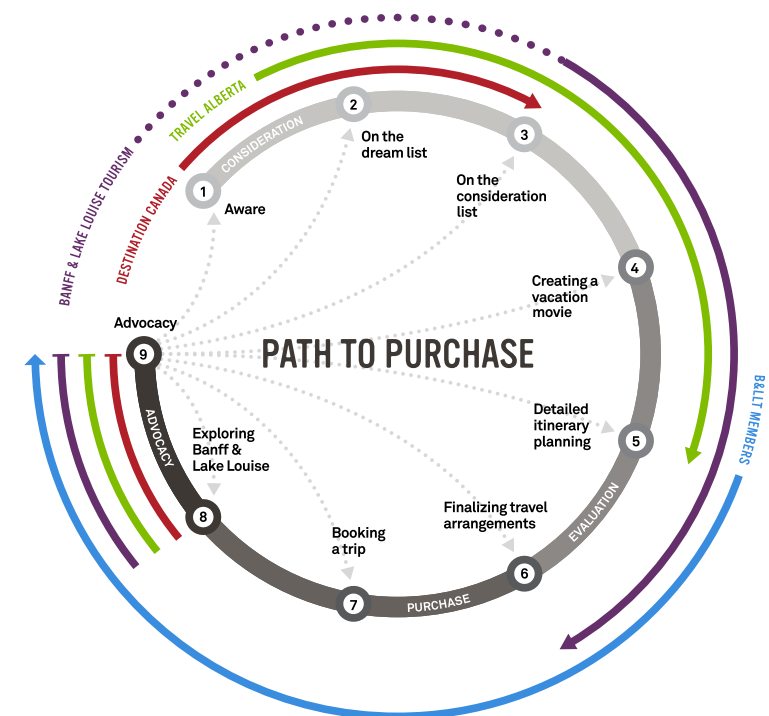 TRAVEL ALBERTA
BANFF & LAKE LOUISE TOURISM
DESTINATION CANADA
CONSIDERATION
1
Aware
2
On the
dream list
3
On the
consideration
list
4
Creating a
vacation
movie
Advocacy
9
PATH TO PURCHASE
B&LLT MEMBERS
5
Detailed
itinerary
planning
EVALUATION
ADVOCACY
Exploring
Banff &
Lake Louise
8
Finalizing travel
arrangements
6
Booking
a trip
7
PURCHASE